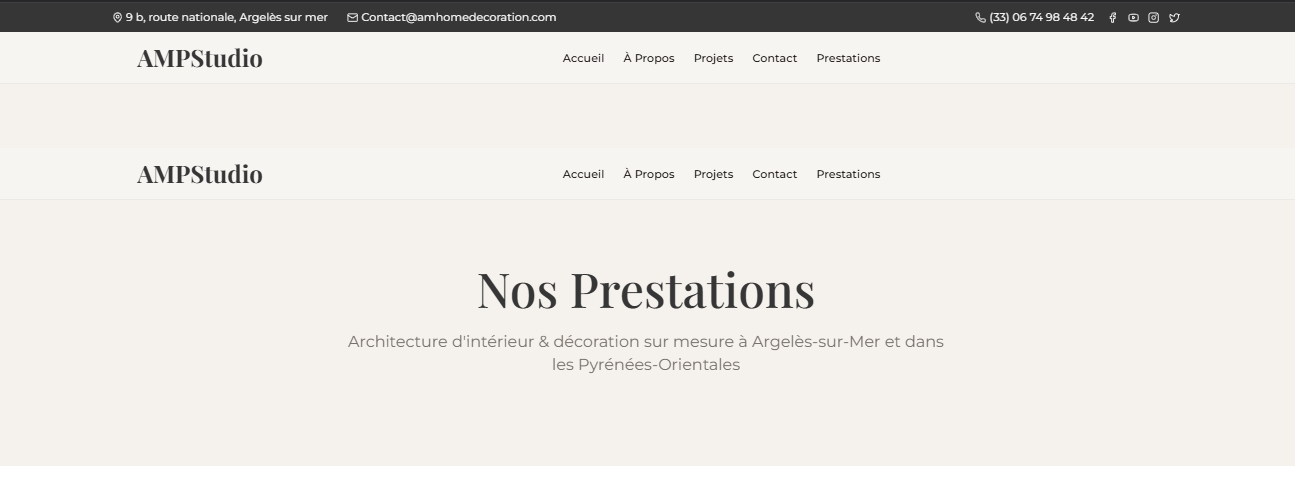 9 b, route nationale, Argelès sur mer Contact@amhomedecoration.com (33) 06 74 98 48 42
AMPStudio Accueil À Propos Projets Contact Prestations
AMPStudio Accueil À Propos Projets Contact Prestations
Nos Prestations
Architecture d'intérieur & décoration sur mesure à Argelès-sur-Mer et dans
les Pyrénées-Orientales